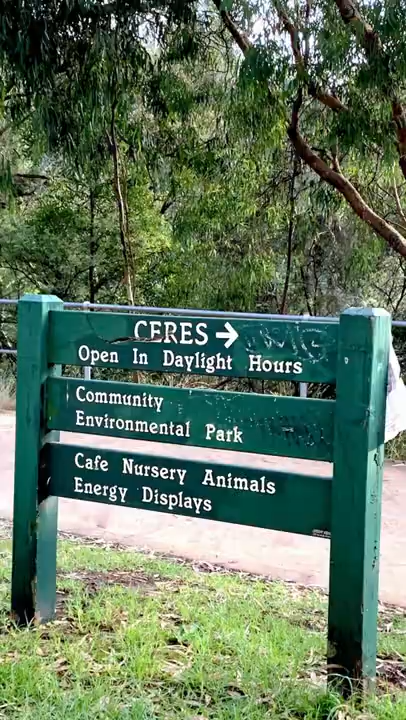 CERES →
Open In Daylight Hours
Community
Environmental Park
Cafe Nursery Animals
Energy Displays